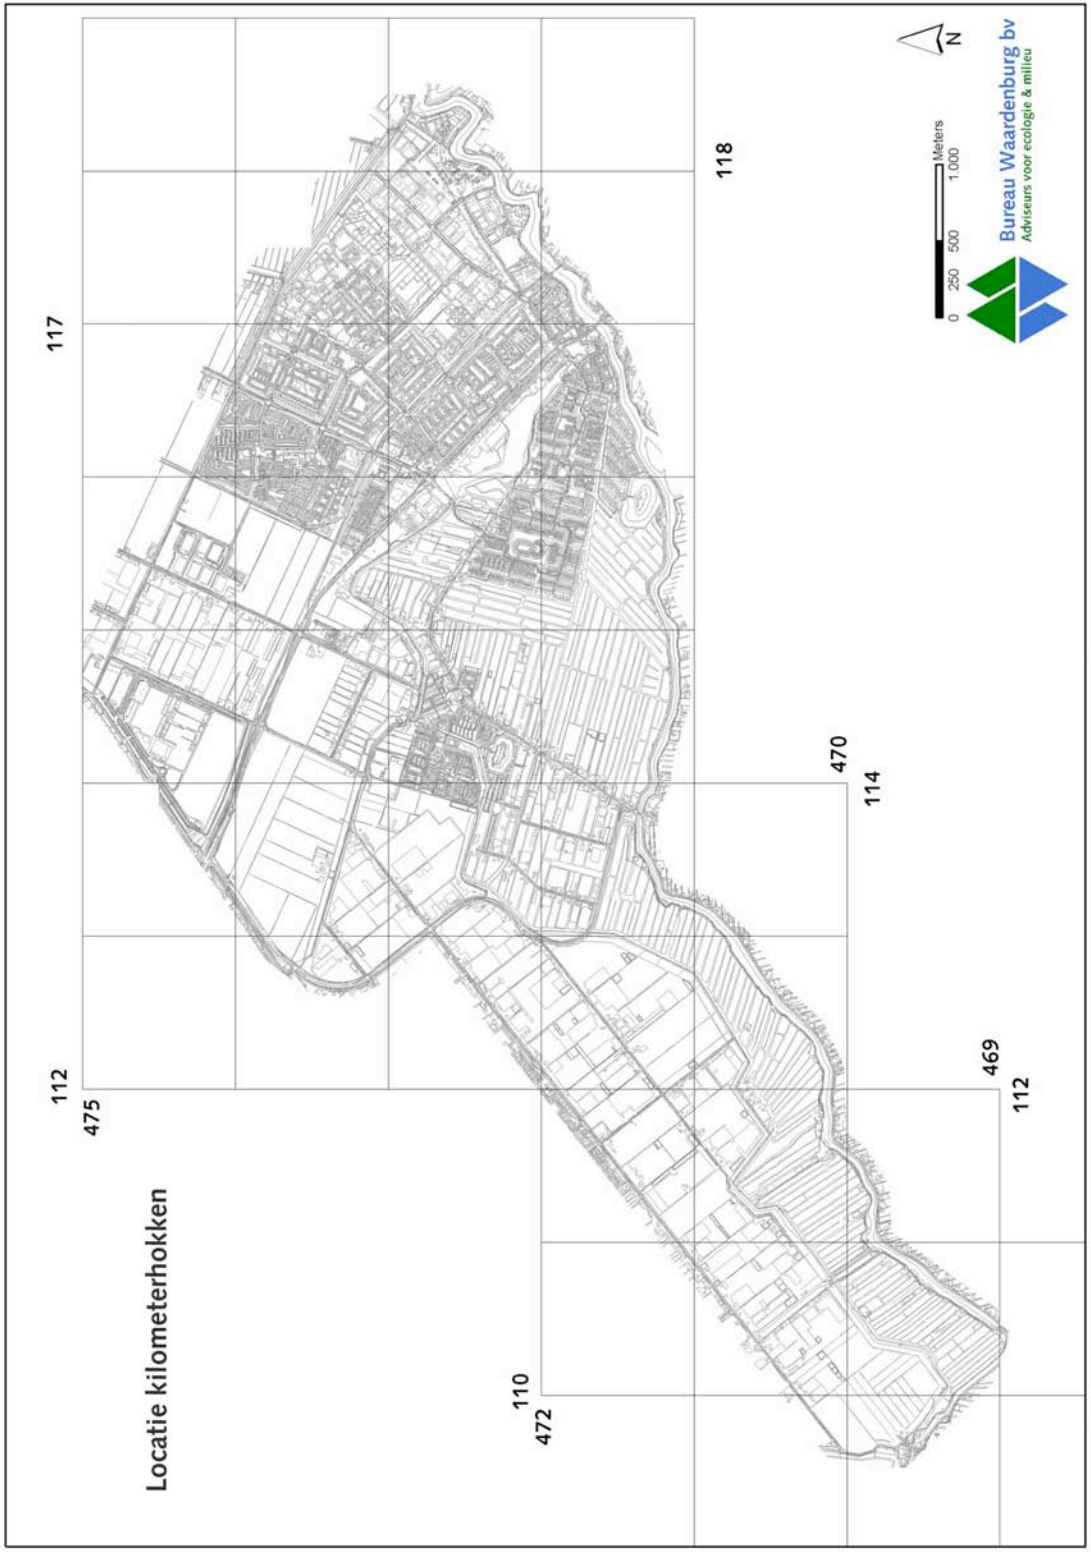 Locatie kilometerhokken
112
475
117
110
472
118
470
114
469
112
N
Meters
0 250 500 1.000
Bureau Waardenburg bv
Adviseurs voor ecologie & milieu